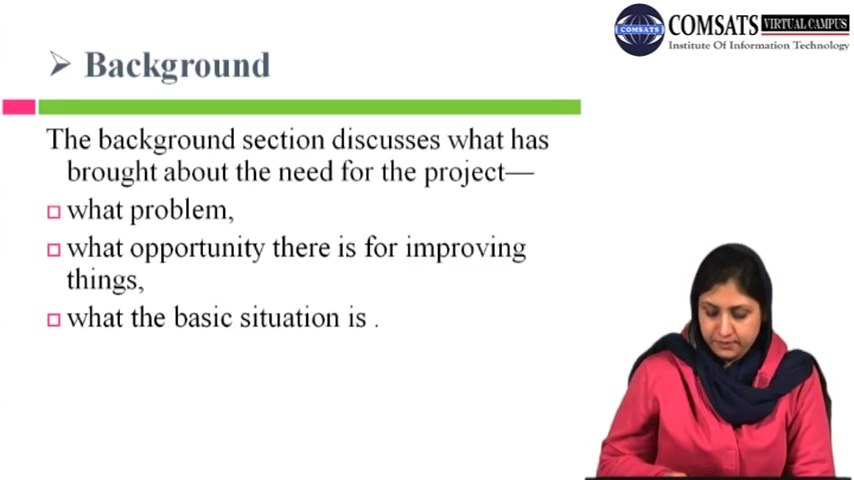 COMSATS VIRTUAL CAMPUS
COMSATS
Institute Of Information Technology
Background
The background section discusses what has
brought about the need for the project—
what problem,
what opportunity there is for improving
things,
what the basic situation is .